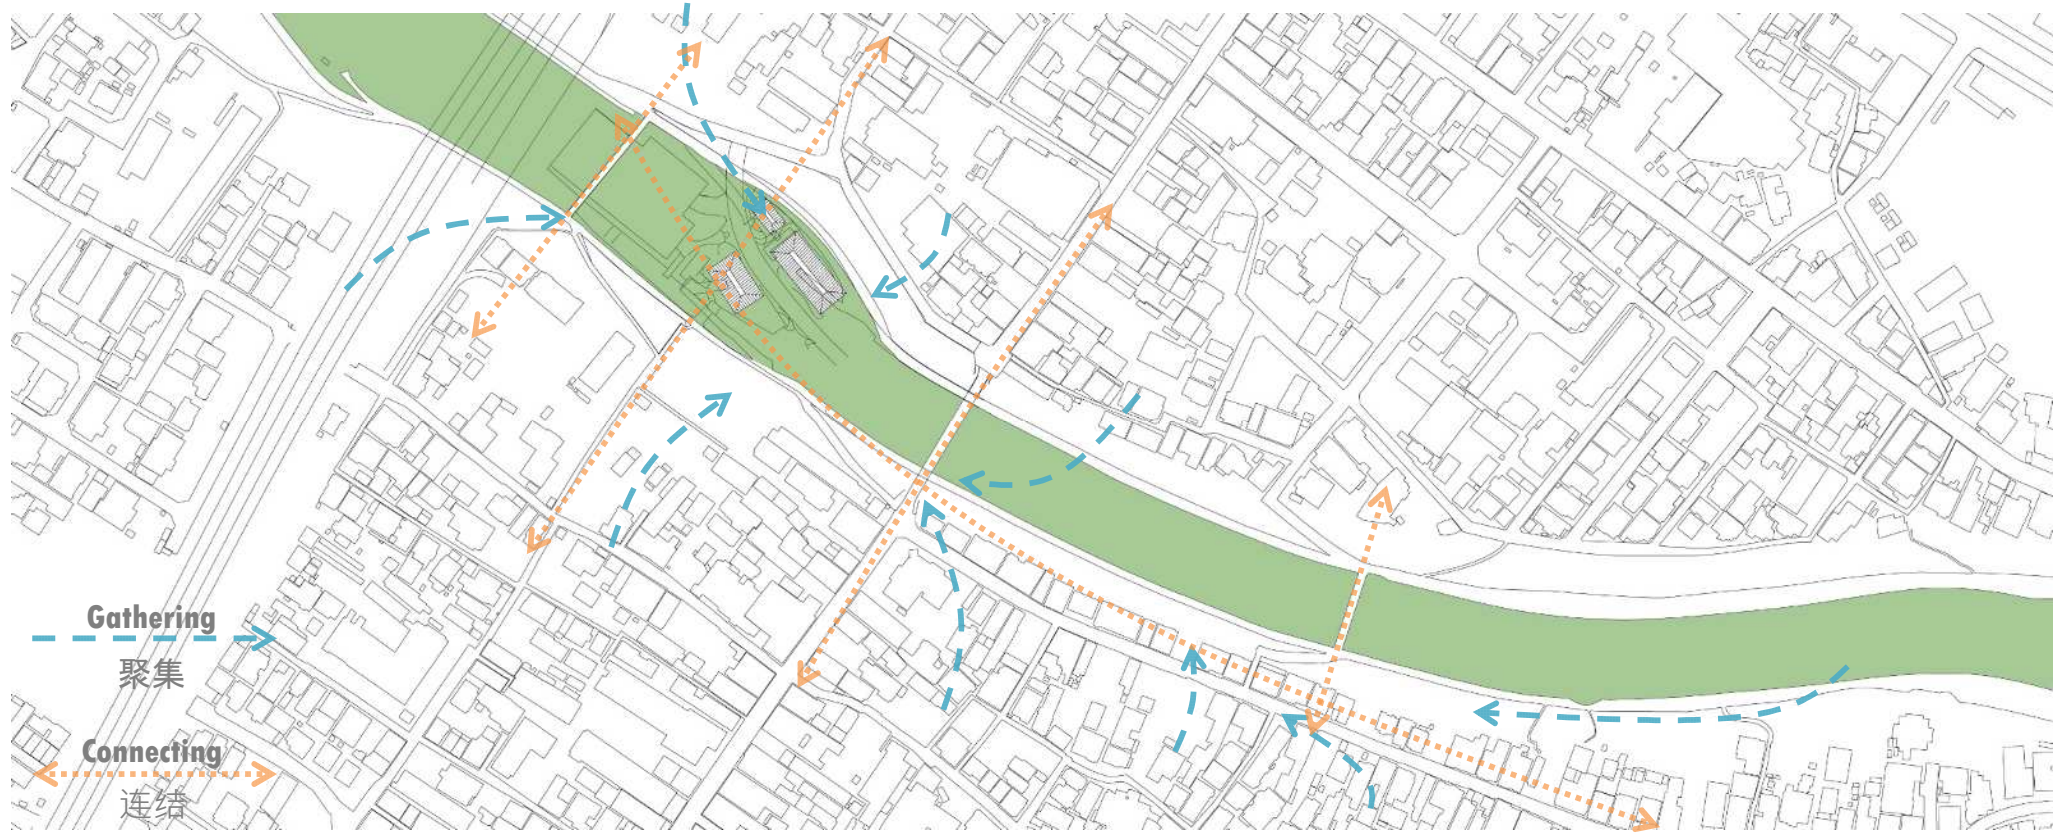 Gathering
聚集
Connecting
连结